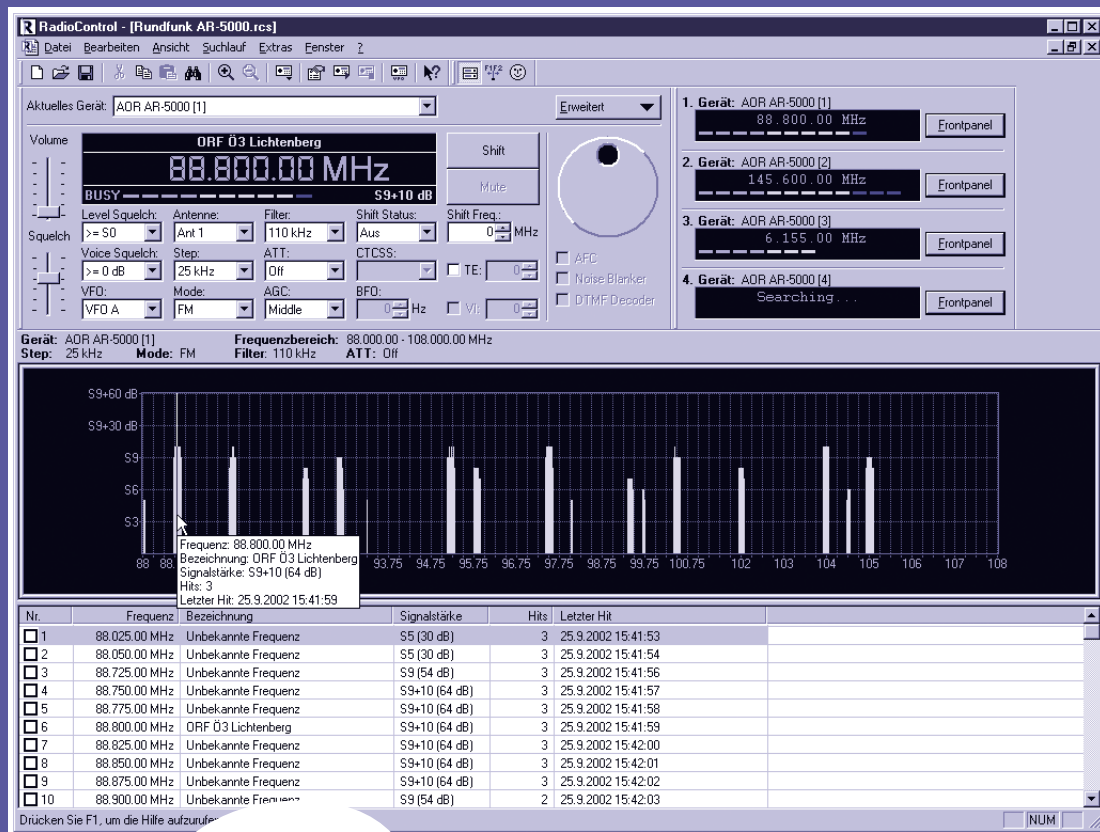 RadioControl - [Rundfunk AR-5000.rcs]
Datei Bearbeiten Ansicht Suchlauf Extras Fenster ?
F1F2
Aktuelles Gerät: AOR AR-5000 [1]
Erweitert
Volume
ORF Ö3 Lichtenberg
88.800.00 MHz
BUSY S9+10 dB
Shift
Mute
Squelch
Level Squelch: Antenne: Filter: Shift Status: Shift Freq.:
>= S0 Ant 1 110 kHz Aus 0 MHz
Voice Squelch: Step: ATT: CTCSS:
>= 0 dB 25 kHz Off TE: 0
VFO: Mode: AGC: BFO:
VFO A FM Middle 0 Hz VI: 0
AFC
Noise Blanker
DTMF Decoder
1. Gerät: AOR AR-5000 [1]
88.800.00 MHz
Frontpanel
2. Gerät: AOR AR-5000 [2]
145.600.00 MHz
Frontpanel
3. Gerät: AOR AR-5000 [3]
6.155.00 MHz
Frontpanel
4. Gerät: AOR AR-5000 [4]
Searching...
Frontpanel
Gerät: AOR AR-5000 [1] Frequenzbereich: 88.000.00 - 108.000.00 MHz
Step: 25 kHz Mode: FM Filter: 110 kHz ATT: Off
S9+60 dB
S9+30 dB
S9
S6
S3
88 88. 93.75 94.75 95.75 96.75 97.75 98.75 99.75 100.75 102 103 104 105 106 107 108
Frequenz: 88.800.00 MHz
Bezeichnung: ORF Ö3 Lichtenberg
Signalstärke: S9+10 (64 dB)
Hits: 3
Letzter Hit: 25.9.2002 15:41:59
Nr. Frequenz Bezeichnung Signalstärke Hits Letzter Hit
1 88.025.00 MHz Unbekannte Frequenz S5 (30 dB) 3 25.9.2002 15:41:53
2 88.050.00 MHz Unbekannte Frequenz S5 (30 dB) 3 25.9.2002 15:41:54
3 88.725.00 MHz Unbekannte Frequenz S9 (54 dB) 3 25.9.2002 15:41:56
4 88.750.00 MHz Unbekannte Frequenz S9+10 (64 dB) 3 25.9.2002 15:41:57
5 88.775.00 MHz Unbekannte Frequenz S9+10 (64 dB) 3 25.9.2002 15:41:58
6 88.800.00 MHz ORF Ö3 Lichtenberg S9+10 (64 dB) 3 25.9.2002 15:41:59
7 88.825.00 MHz Unbekannte Frequenz S9+10 (64 dB) 3 25.9.2002 15:42:00
8 88.850.00 MHz Unbekannte Frequenz S9+10 (64 dB) 3 25.9.2002 15:42:01
9 88.875.00 MHz Unbekannte Frequenz S9+10 (64 dB) 3 25.9.2002 15:42:02
10 88.900.00 MHz Unbekannte Frequenz S9 (54 dB) 2 25.9.2002 15:42:03
Drücken Sie F1, um die Hilfe aufzurufen NUM